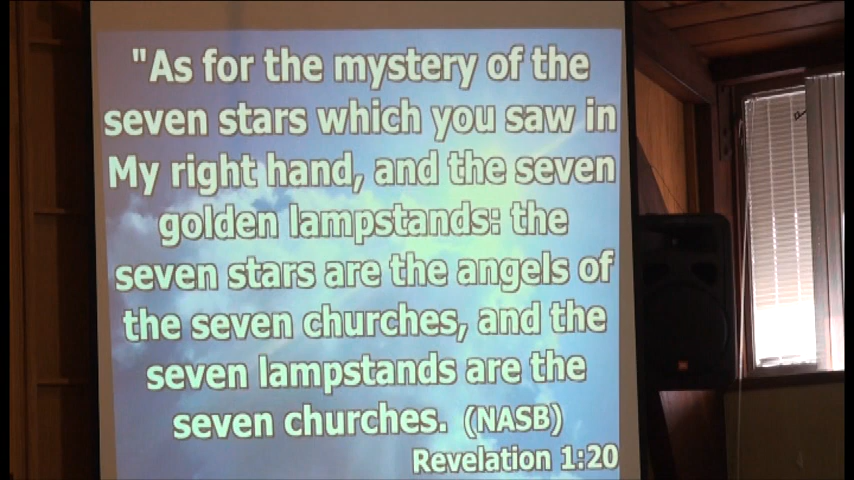 "As for the mystery of the
seven stars which you saw in
My right hand, and the seven
golden lampstands: the
seven stars are the angels of
the seven churches, and the
seven lampstands are the
seven churches. (NASB)
Revelation 1:20